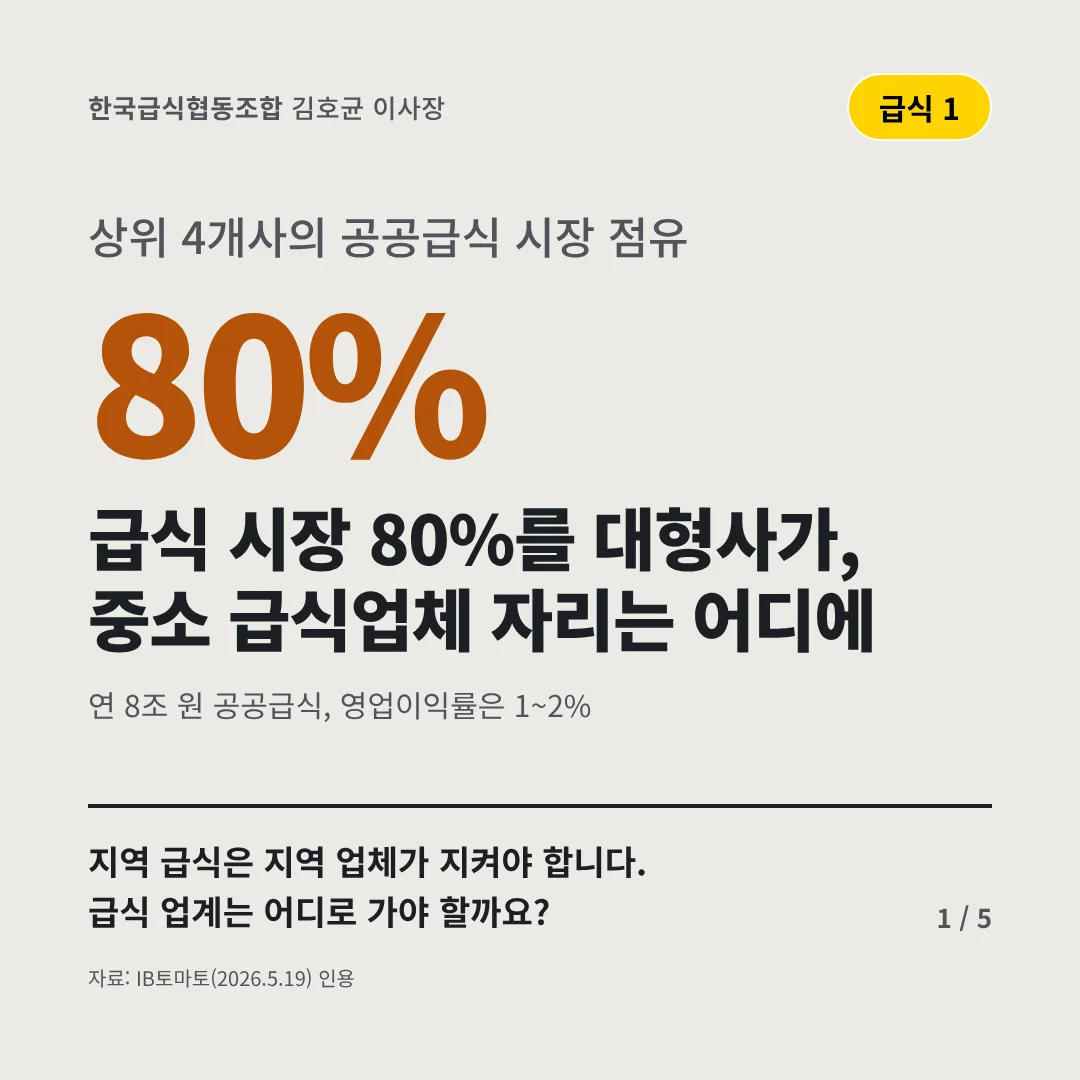 한국급식협동조합 김호균 이사장
급식 1
상위 4개사의 공공급식 시장 점유
80%
급식 시장 80%를 대형사가,
중소 급식업체 자리는 어디에
연 8조 원 공공급식, 영업이익률은 1~2%
지역 급식은 지역 업체가 지켜야 합니다.
급식 업계는 어디로 가야 할까요?
1 / 5
자료: IB토마토(2026.5.19) 인용